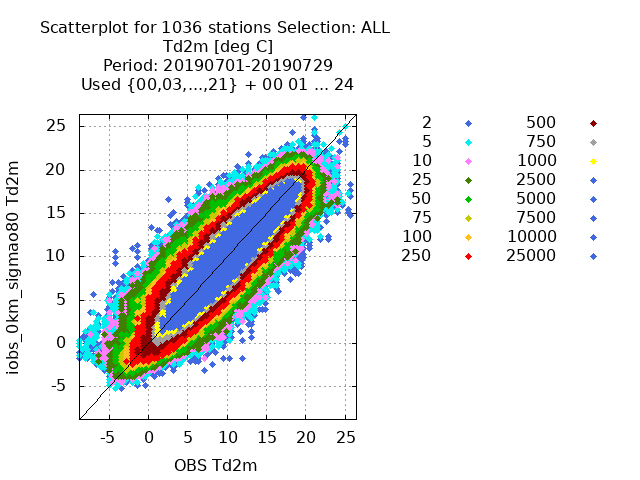 Scatterplot for 1036 stations Selection: ALL
Td2m [deg C]
Period: 20190701-20190729
Used {00,03,...,21} + 00 01 ... 24
iobs_0km_sigmao80 Td2m
25
20
15
10
5
0
-5
-5 0 5 10 15 20 25
OBS Td2m
2 500
5 750
10 1000
25 2500
50 5000
75 7500
100 10000
250 25000